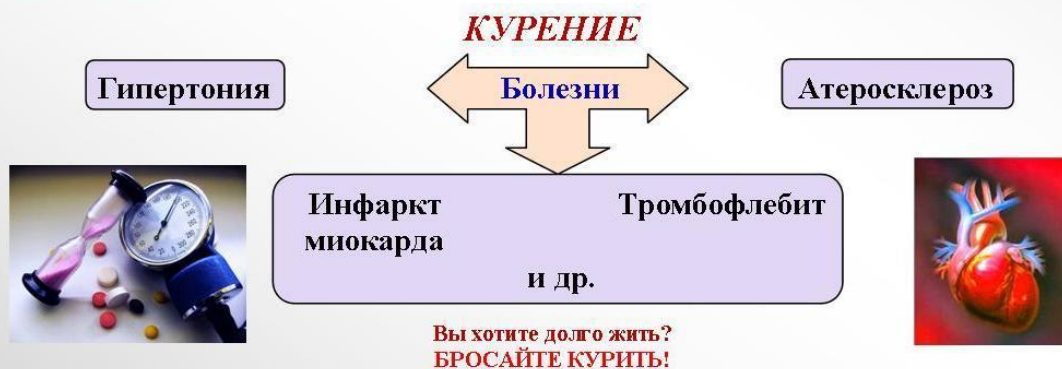 КУРЕНИЕ
Гипертония
Болезни
Атеросклероз
Инфаркт миокарда
Тромбофлебит
и др.
Вы хотите долго жить?
БРОСАЙТЕ КУРИТЬ!